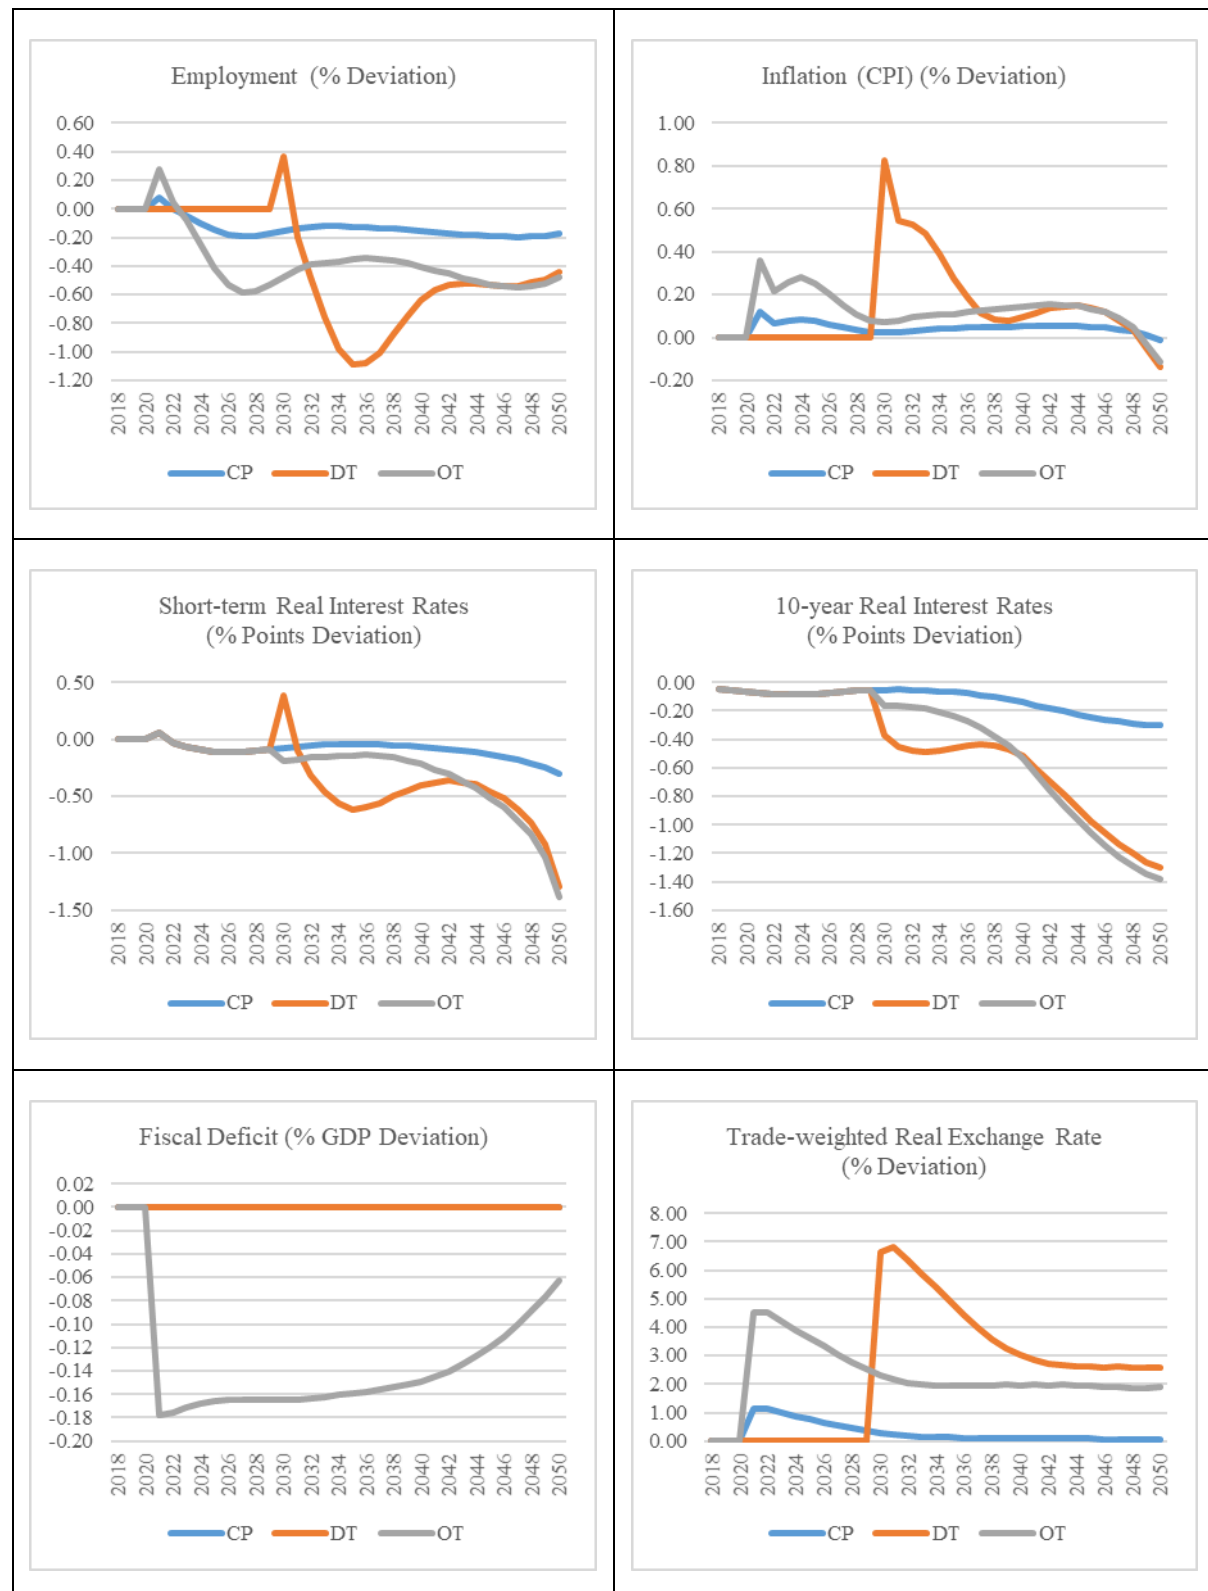 Employment (% Deviation)
0.60
0.40
0.20
0.00
-0.20
-0.40
-0.60
-0.80
-1.00
-1.20
2018 2020 2022 2024 2026 2028 2030 2032 2034 2036 2038 2040 2042 2044 2046 2048 2050
CP DT OT
Inflation (CPI) (% Deviation)
1.00
0.80
0.60
0.40
0.20
0.00
-0.20
2018 2020 2022 2024 2026 2028 2030 2032 2034 2036 2038 2040 2042 2044 2046 2048 2050
CP DT OT
Short-term Real Interest Rates
(% Points Deviation)
0.50
0.00
-0.50
-1.00
-1.50
2018 2020 2022 2024 2026 2028 2030 2032 2034 2036 2038 2040 2042 2044 2046 2048 2050
CP DT OT
10-year Real Interest Rates
(% Points Deviation)
0.00
-0.20
-0.40
-0.60
-0.80
-1.00
-1.20
-1.40
-1.60
2018 2020 2022 2024 2026 2028 2030 2032 2034 2036 2038 2040 2042 2044 2046 2048 2050
CP DT OT
Fiscal Deficit (% GDP Deviation)
0.02
0.00
-0.02
-0.04
-0.06
-0.08
-0.10
-0.12
-0.14
-0.16
-0.18
-0.20
2018 2020 2022 2024 2026 2028 2030 2032 2034 2036 2038 2040 2042 2044 2046 2048 2050
CP DT OT
Trade-weighted Real Exchange Rate
(% Deviation)
8.00
7.00
6.00
5.00
4.00
3.00
2.00
1.00
0.00
2018 2020 2022 2024 2026 2028 2030 2032 2034 2036 2038 2040 2042 2044 2046 2048 2050
CP DT OT